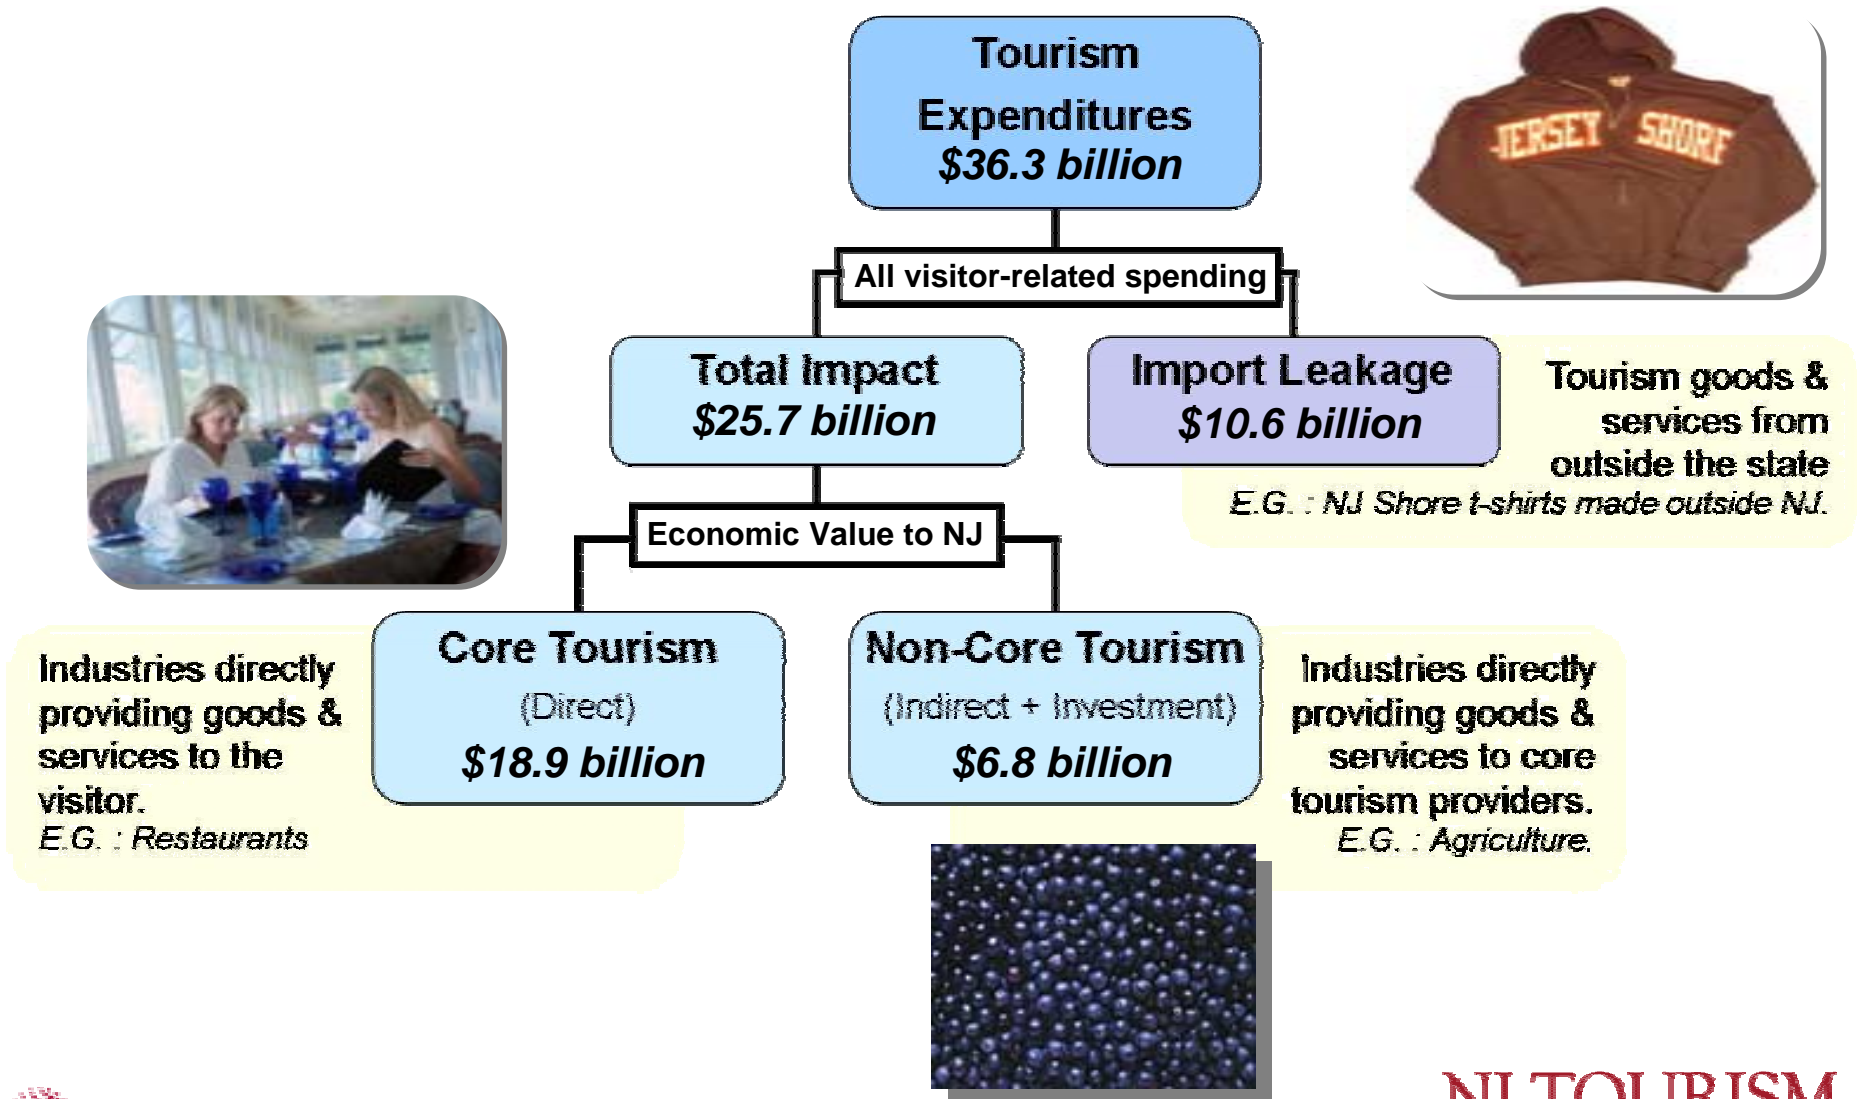 Tourism
Expenditures
$36.3 billion
JERSEY SHORE
All visitor-related spending
Total Impact
$25.7 billion
Import Leakage
$10.6 billion
Tourism goods &
services from
outside the state
E.G. : NJ Shore t-shirts made outside NJ.
Economic Value to NJ
Core Tourism
(Direct)
$18.9 billion
Non-Core Tourism
(Indirect + Investment)
$6.8 billion
Industries directly
providing goods &
services to the
visitor.
E.G. : Restaurants
Industries directly
providing goods &
services to core
tourism providers.
E.G. : Agriculture.
NJ TOURISM